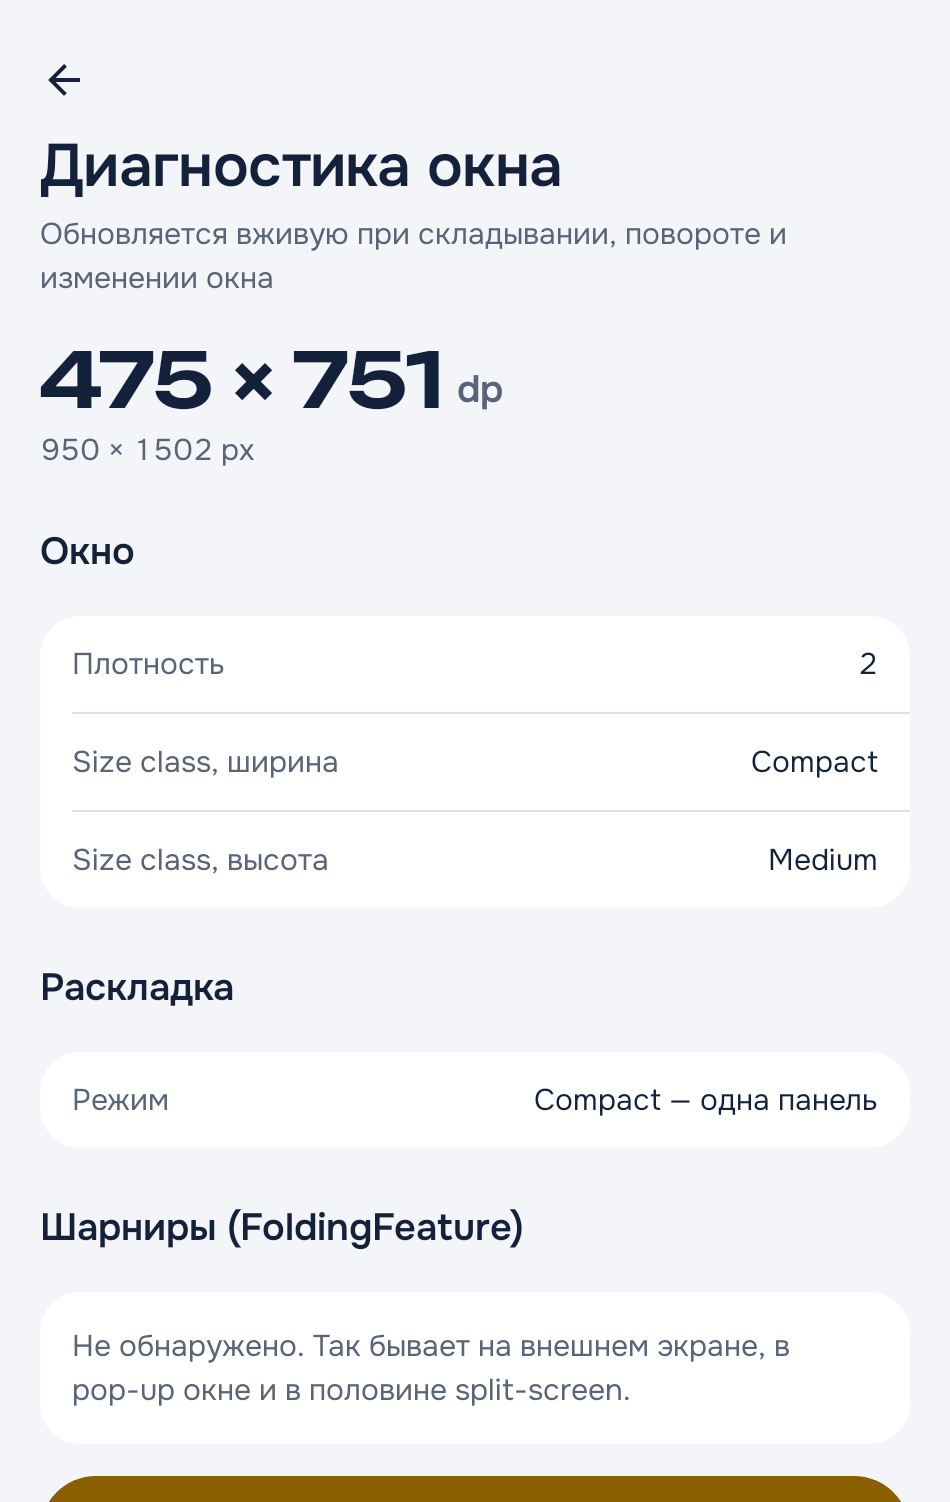 Диагностика окна
Обновляется вживую при складывании, повороте и
изменении окна
475 × 751 dp
950 × 1 502 px
Окно
Плотность 2
Size class, ширина Compact
Size class, высота Medium
Раскладка
Режим Compact — одна панель
Шарниры (FoldingFeature)
Не обнаружено. Так бывает на внешнем экране, в
pop-up окне и в половине split-screen.